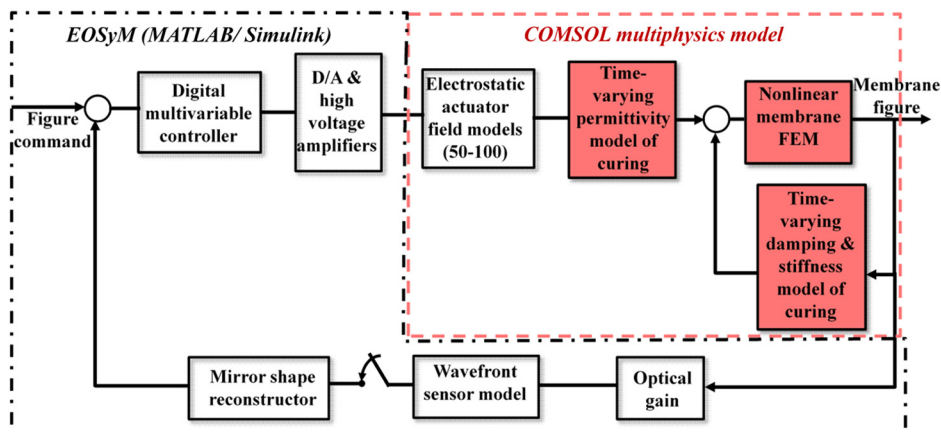 EOSyM (MATLAB/ Simulink)
COMSOL multiphysics model
Figure
command
Digital
multivariable
controller
D/A &
high
voltage
amplifiers
Electrostatic
actuator
field models
(50-100)
Time-
varying
permittivity
model of
curing
Nonlinear
membrane
FEM
Membrane
figure
Time-
varying
damping &
stiffness
model of
curing
Mirror shape
reconstructor
Wavefront
sensor model
Optical
gain